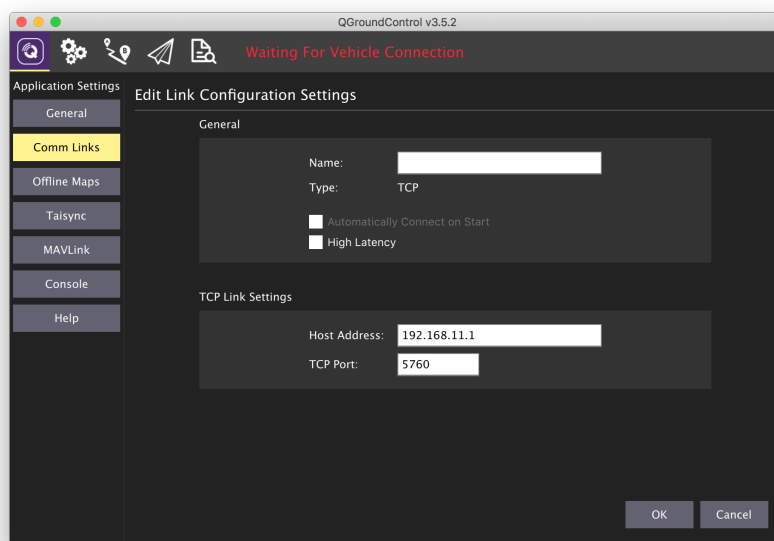 QGroundControl v3.5.2
Waiting For Vehicle Connection
Application Settings
General
Comm Links
Offline Maps
Taisync
MAVLink
Console
Help
Edit Link Configuration Settings
General
Name:
Type: TCP
Automatically Connect on Start
High Latency
TCP Link Settings
Host Address: 192.168.11.1
TCP Port: 5760
OK Cancel